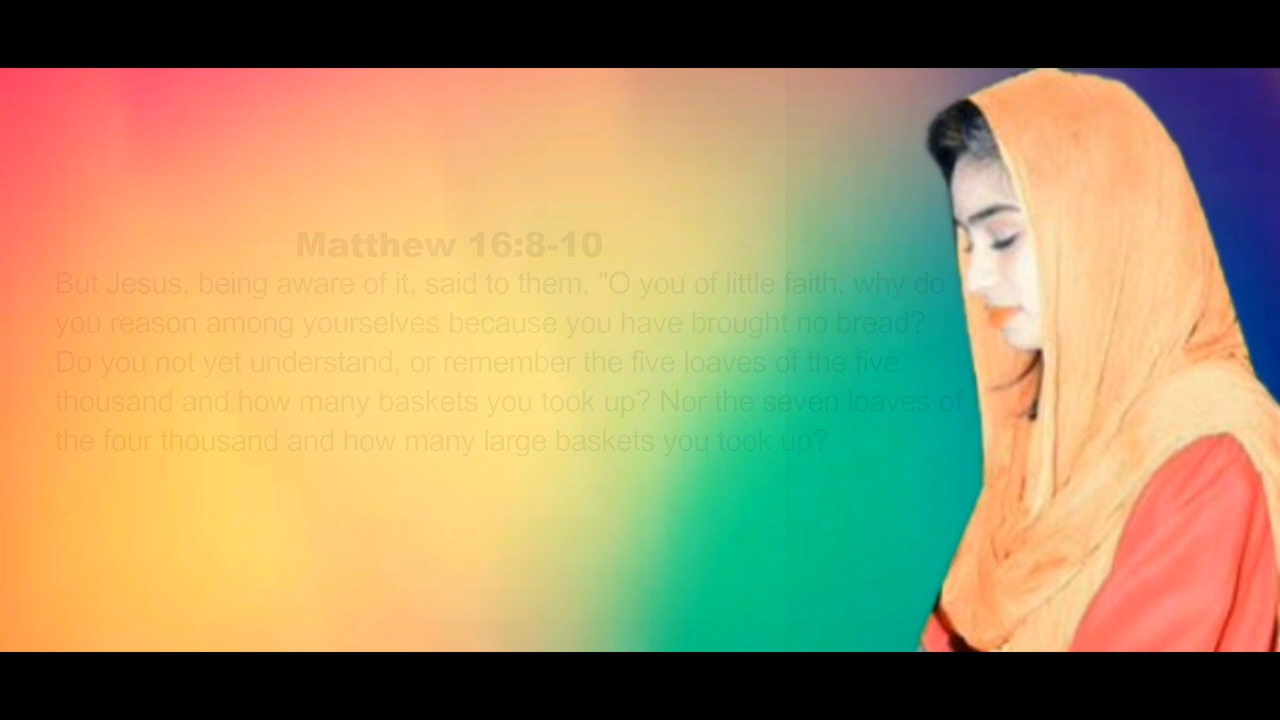 Matthew 16:8-10
But Jesus, being aware of it, said to them, "O you of little faith, why do
you reason among yourselves because you have brought no bread?
Do you not yet understand, or remember the five loaves of the five
thousand and how many baskets you took up? Nor the seven loaves of
the four thousand and how many large baskets you took up?